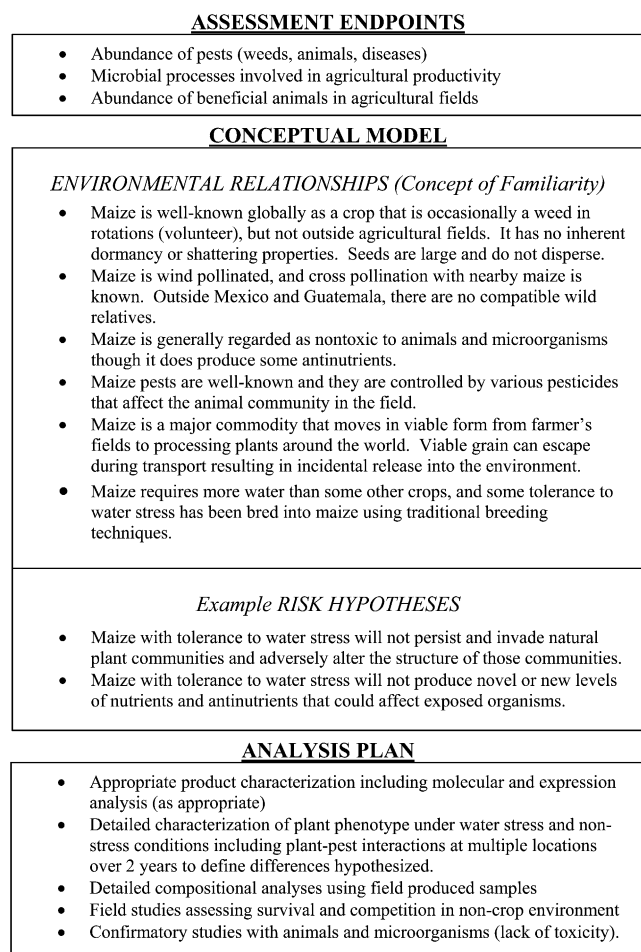 ASSESSMENT ENDPOINTS
• Abundance of pests (weeds, animals, diseases)
• Microbial processes involved in agricultural productivity
• Abundance of beneficial animals in agricultural fields
CONCEPTUAL MODEL
ENVIRONMENTAL RELATIONSHIPS (Concept of Familiarity)
• Maize is well-known globally as a crop that is occasionally a weed in
rotations (volunteer), but not outside agricultural fields. It has no inherent
dormancy or shattering properties. Seeds are large and do not disperse.
• Maize is wind pollinated, and cross pollination with nearby maize is
known. Outside Mexico and Guatemala, there are no compatible wild
relatives.
• Maize is generally regarded as nontoxic to animals and microorganisms
though it does produce some antinutrients.
• Maize pests are well-known and they are controlled by various pesticides
that affect the animal community in the field.
• Maize is a major commodity that moves in viable form from farmer's
fields to processing plants around the world. Viable grain can escape
during transport resulting in incidental release into the environment.
• Maize requires more water than some other crops, and some tolerance to
water stress has been bred into maize using traditional breeding
techniques.
Example RISK HYPOTHESES
• Maize with tolerance to water stress will not persist and invade natural
plant communities and adversely alter the structure of those communities.
• Maize with tolerance to water stress will not produce novel or new levels
of nutrients and antinutrients that could affect exposed organisms.
ANALYSIS PLAN
• Appropriate product characterization including molecular and expression
analysis (as appropriate)
• Detailed characterization of plant phenotype under water stress and non-
stress conditions including plant-pest interactions at multiple locations
over 2 years to define differences hypothesized.
• Detailed compositional analyses using field produced samples
• Field studies assessing survival and competition in non-crop environment
• Confirmatory studies with animals and microorganisms (lack of toxicity).